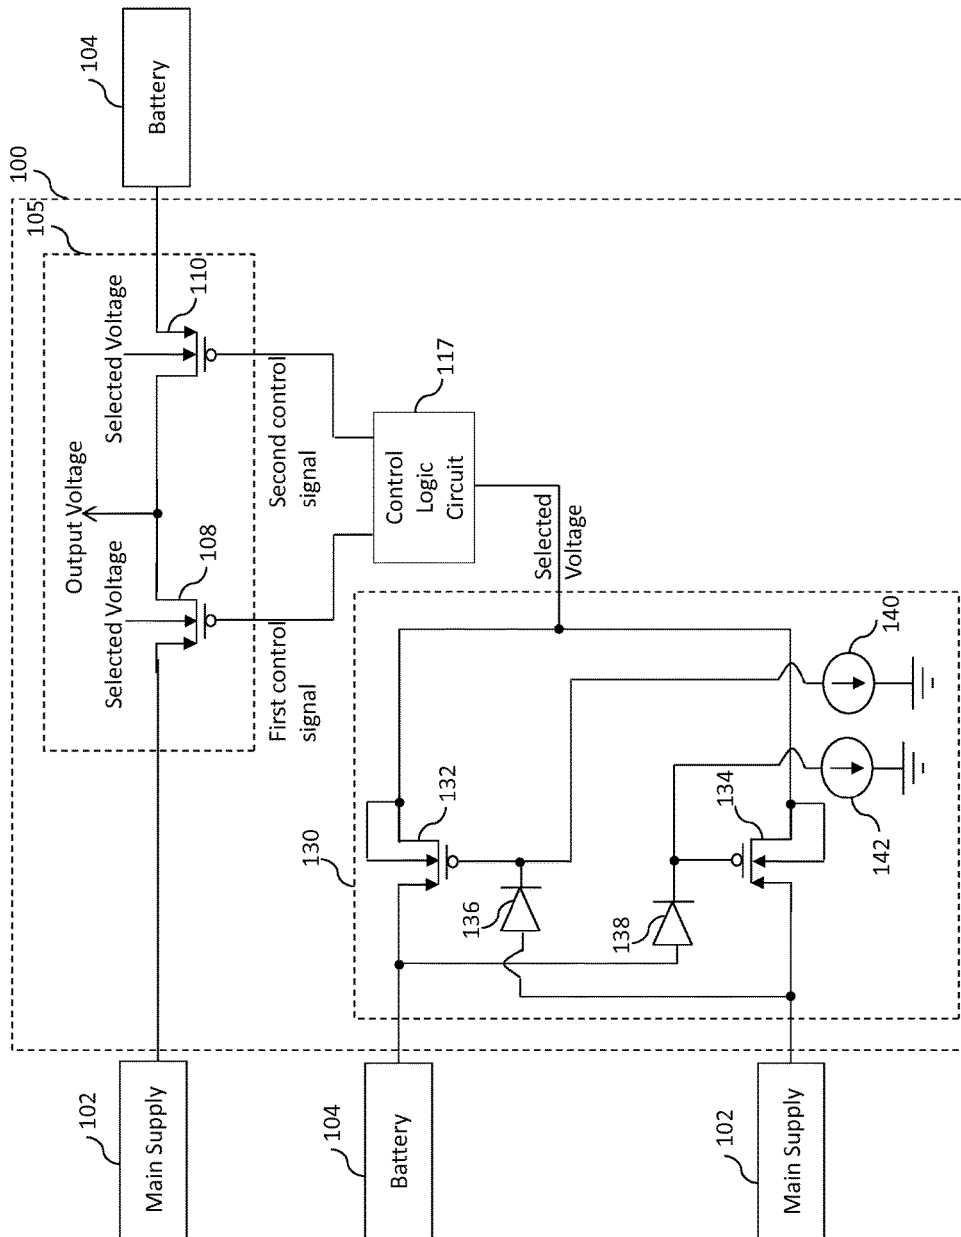 100
105
104
Battery
Output Voltage
Selected Voltage
110
Selected Voltage
108
102
Main Supply
First control
signal
Second control
signal
117
Control
Logic
Circuit
Selected
Voltage
130
132
136
138
134
140
142
104
Battery
102
Main Supply